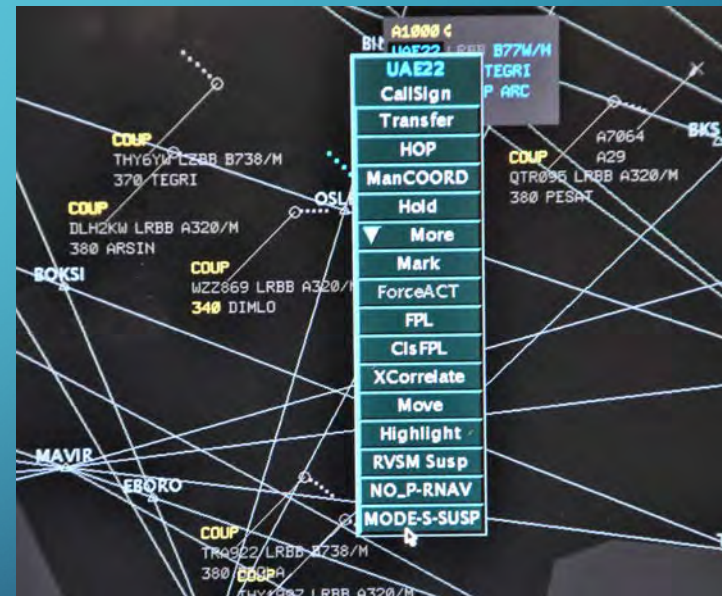 A1000 ¢
UAE22 LRBB B77W/M
TEGRI
P ARC
UAE22
CallSign
Transfer
HOP
ManCOORD
Hold
▼ More
Mark
ForceACT
FPL
ClsFPL
XCorrelate
Move
Highlight
RVSM Susp
NO_P-RNAV
MODE-S-SUSP
COUP
THY6YW LZBB B738/M
370 TEGRI
COUP
DLH2KW LRBB A320/M
380 ARSIN
COUP
WZZ869 LRBB A320/M
340 DIMLO
BOKSI
A7064
COUP A29
QTR095 LRBB A320/M
380 PESAT
BKS
MAVIR
EBORO
COUP
TRA922 LRBB B738/M
380
COUP
LRBB A320/M